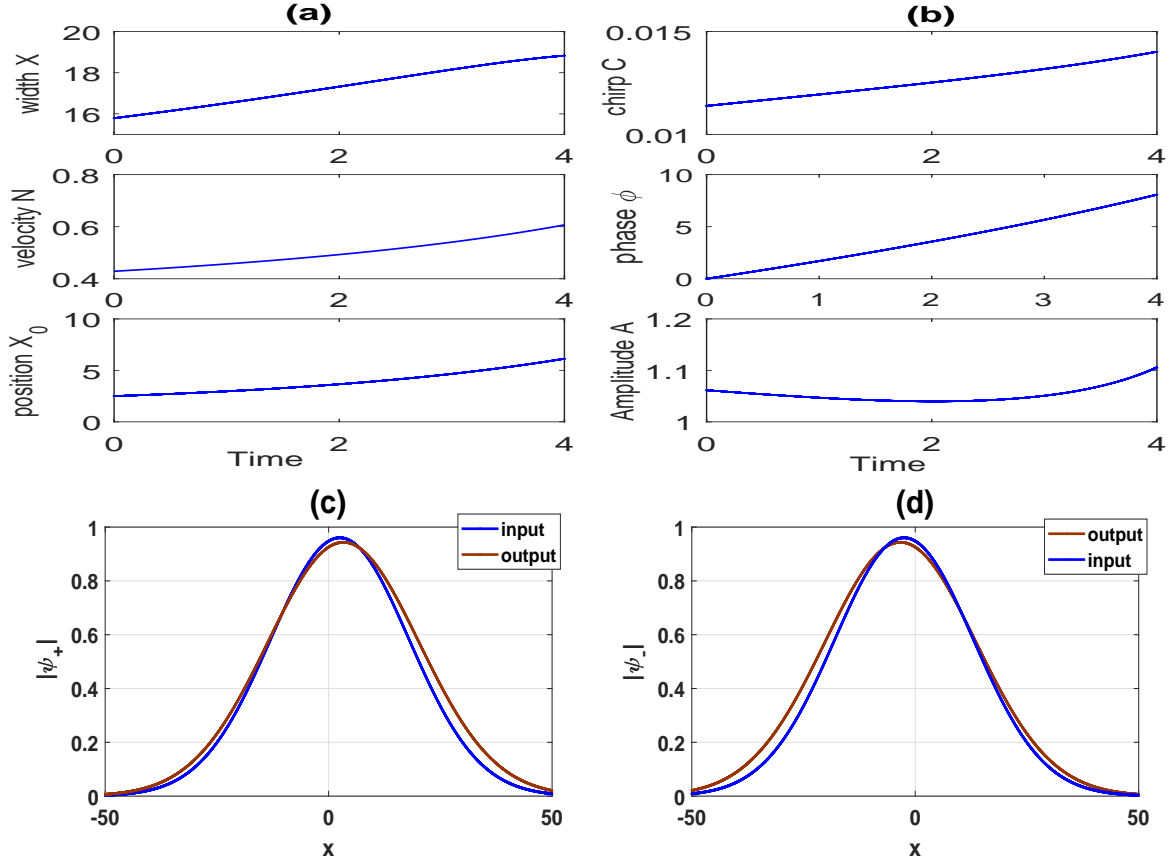 (a)
20
18
16
width X
0
2
4
0.8
0.6
0.4
velocity N
0
2
4
10
5
0
position X_0
0
2
4
Time
(b)
0.015
0.01
chirp C
0
2
4
10
5
0
phase ϕ
0
1
2
3
4
1.2
1.1
1
Amplitude A
0
2
4
Time
(c)
1
0.8
0.6
0.4
0.2
0
|ψ_+|
input
output
-50
0
50
x
(d)
1
0.8
0.6
0.4
0.2
0
|ψ_-|
output
input
-50
0
50
x